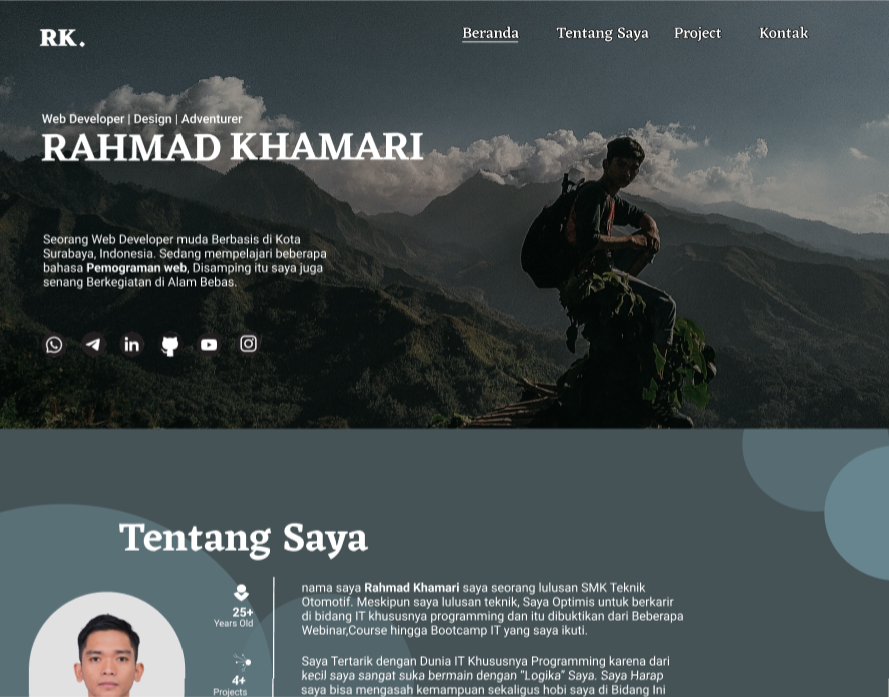 RK.
Beranda Tentang Saya Project Kontak
Web Developer | Design | Adventurer
RAHMAD KHAMARI
Seorang Web Developer muda Berbasis di Kota
Surabaya, Indonesia. Sedang mempelajari beberapa
bahasa Pemograman web, Disamping itu saya juga
senang Berkegiatan di Alam Bebas.
in
Tentang Saya
25+
Years Old
4+
Projects
nama saya Rahmad Khamari saya seorang lulusan SMK Teknik
Otomotif. Meskipun saya lulusan teknik, Saya Optimis untuk berkarir
di bidang IT khususnya programming dan itu dibuktikan dari Beberapa
Webinar,Course hingga Bootcamp IT yang saya ikuti.
Saya Tertarik dengan Dunia IT Khususnya Programming karena dari
kecil saya sangat suka bermain dengan “Logika” Saya. Saya Harap
saya bisa mengasah kemampuan sekaligus hobi saya di Bidang Ini